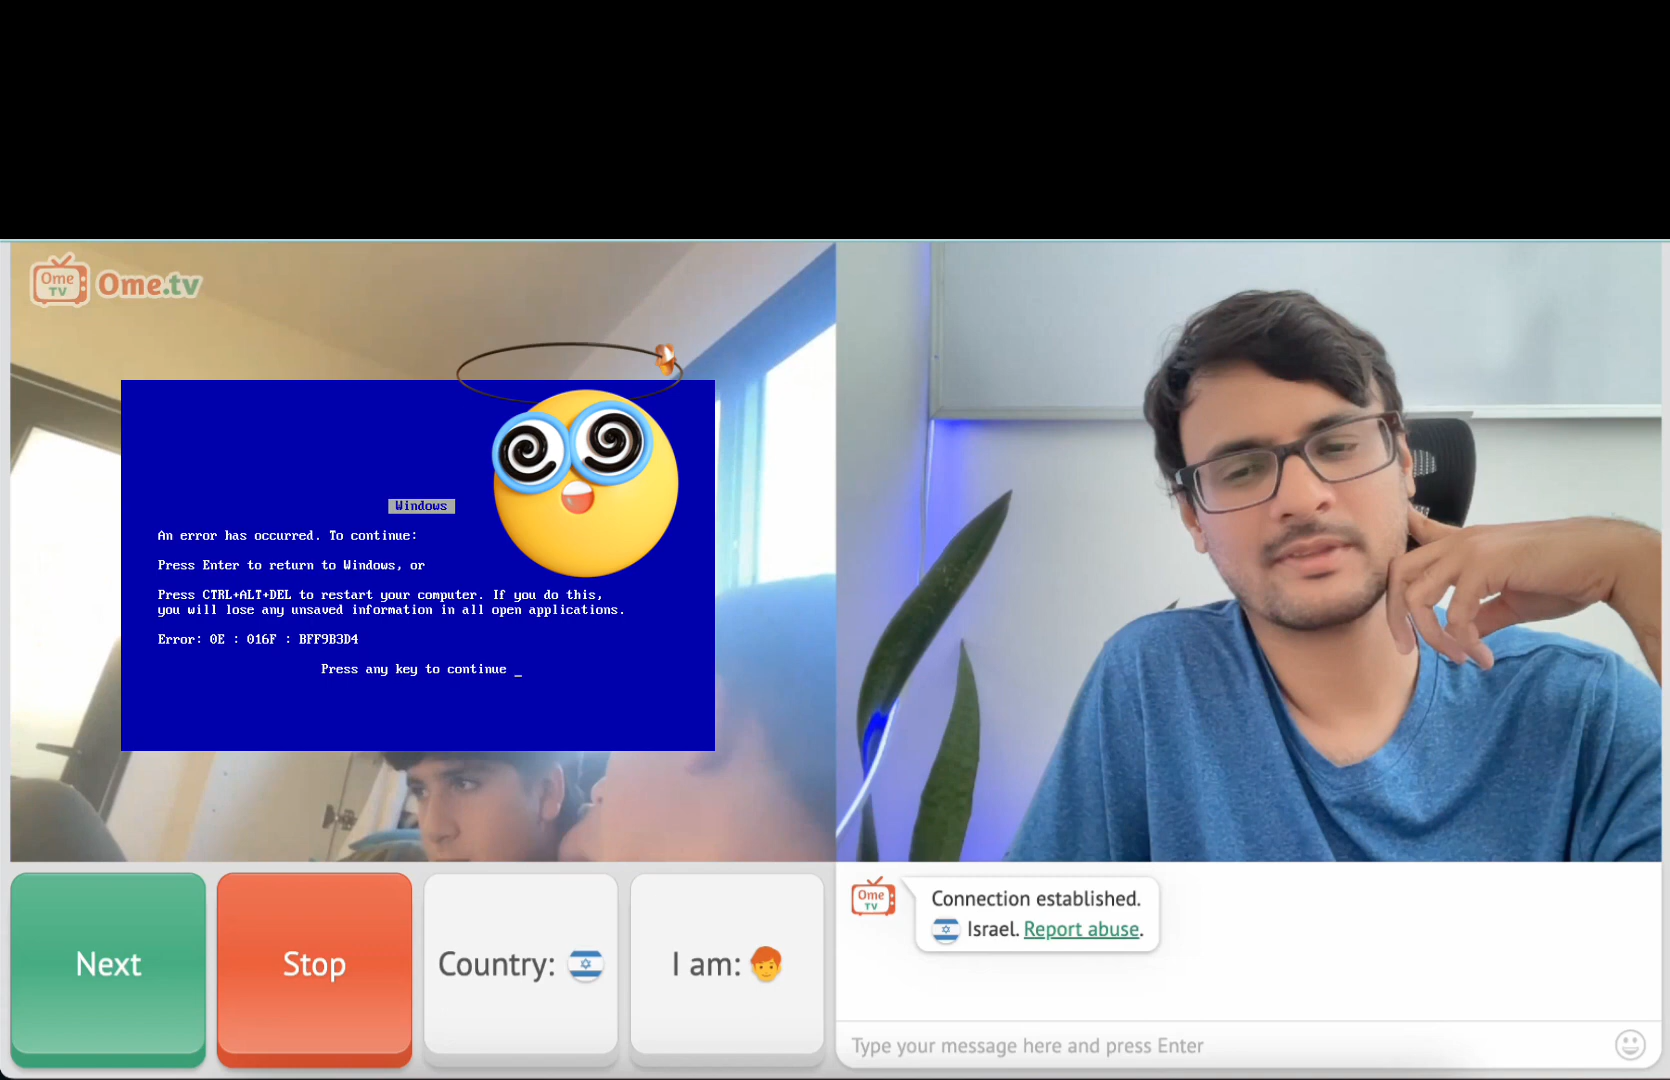 Ome TV Ome.tv
Windows
An error has occurred. To continue:
Press Enter to return to Windows, or
Press CTRL+ALT+DEL to restart your computer. If you do this,
you will lose any unsaved information in all open applications.
Error: 0E : 016F : BFF9B3D4
Press any key to continue _
Next
Stop
Country:
I am:
Ome TV
Connection established.
Israel. Report abuse.
Type your message here and press Enter